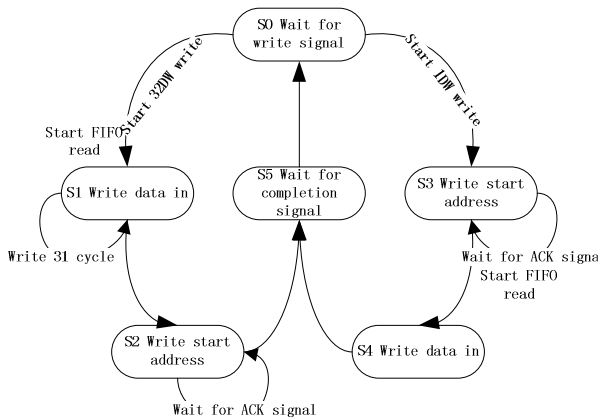 S0 Wait for
write signal
Start 32DW write
Start 1DW write
Start FIFO
read
S1 Write data in
S5 Wait for
completion
signal
S3 Write start
address
Write 31 cycle
Wait for ACK signa
Start FIFO
read
S2 Write start
address
S4 Write data in
Wait for ACK signal